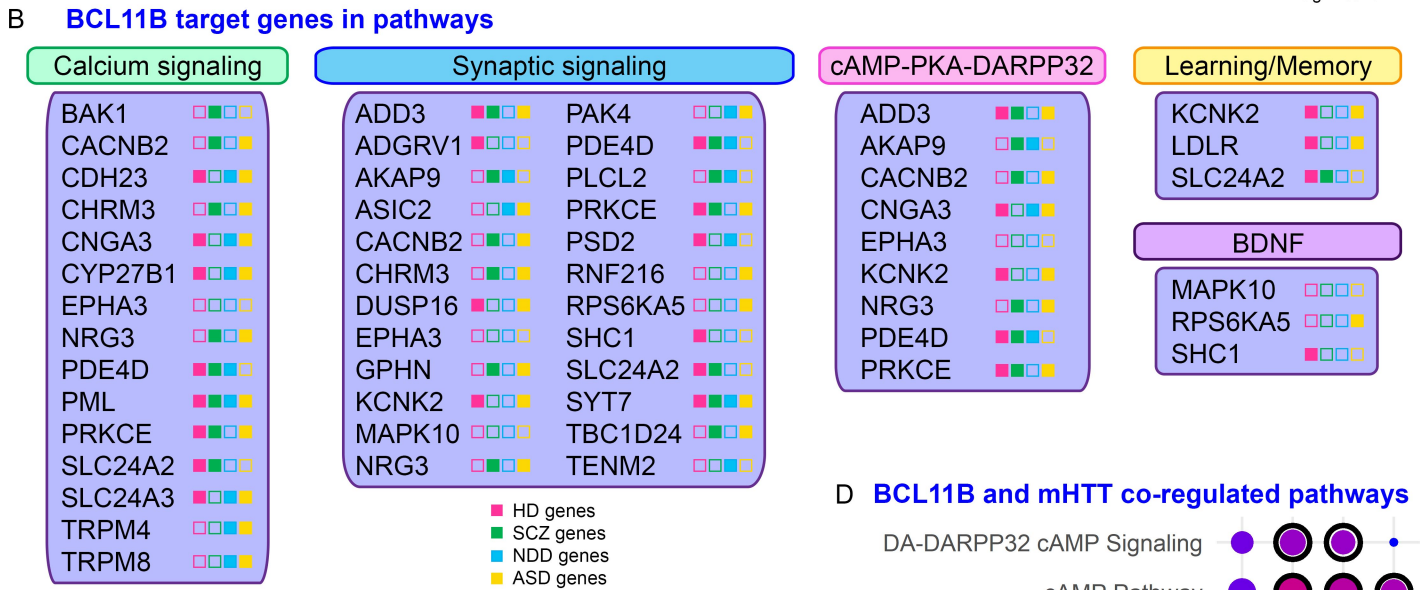 B BCL11B target genes in pathways
Calcium signaling
BAK1
CACNB2
CDH23
CHRM3
CNGA3
CYP27B1
EPHA3
NRG3
PDE4D
PML
PRKCE
SLC24A2
SLC24A3
TRPM4
TRPM8
Synaptic signaling
ADD3
ADGRV1
AKAP9
ASIC2
CACNB2
CHRM3
DUSP16
EPHA3
GPHN
KCNK2
MAPK10
NRG3
PAK4
PDE4D
PLCL2
PRKCE
PSD2
RNF216
RPS6KA5
SHC1
SLC24A2
SYT7
TBC1D24
TENM2
HD genes
SCZ genes
NDD genes
ASD genes
cAMP-PKA-DARPP32
ADD3
AKAP9
CACNB2
CNGA3
EPHA3
KCNK2
NRG3
PDE4D
PRKCE
Learning/Memory
KCNK2
LDLR
SLC24A2
BDNF
MAPK10
RPS6KA5
SHC1
D BCL11B and mHTT co-regulated pathways
DA-DARPP32 cAMP Signaling
cAMP Pathway